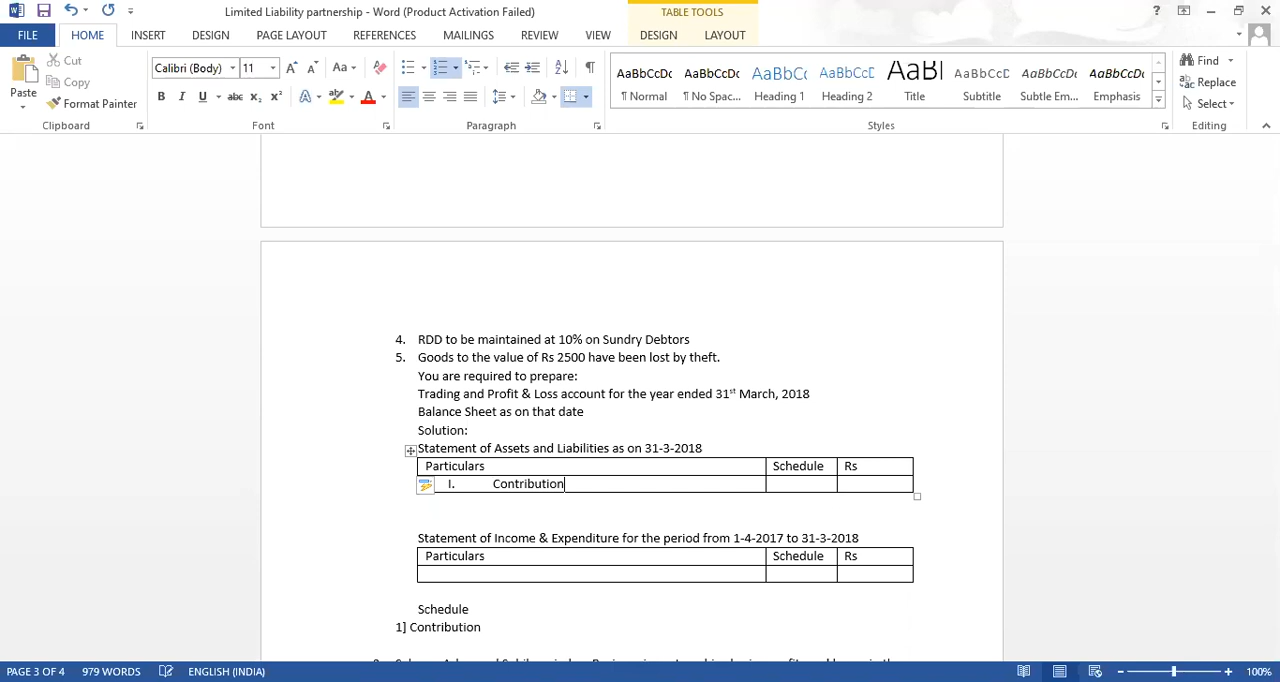 Limited Liability partnership - Word (Product Activation Failed)
TABLE TOOLS
?
FILE HOME INSERT DESIGN PAGE LAYOUT REFERENCES MAILINGS REVIEW VIEW DESIGN LAYOUT
Paste
Cut
Copy
Format Painter
Clipboard
Calibri (Body) 11
B I U abc x₂ x²
Font
Paragraph
AaBbCcDc AaBbCcDc AaBbCc AaBbCcD AaBl AaBbCcD AaBbCcDc AaBbCcDc
¶ Normal ¶ No Spac... Heading 1 Heading 2 Title Subtitle Subtle Em... Emphasis
Styles
Find
Replace
Select
Editing
4. RDD to be maintained at 10% on Sundry Debtors
5. Goods to the value of Rs 2500 have been lost by theft.
You are required to prepare:
Trading and Profit & Loss account for the year ended 31st March, 2018
Balance Sheet as on that date
Solution:
Statement of Assets and Liabilities as on 31-3-2018
Particulars Schedule Rs
I. Contribution
Statement of Income & Expenditure for the period from 1-4-2017 to 31-3-2018
Particulars Schedule Rs
Schedule
1] Contribution
PAGE 3 OF 4 979 WORDS ENGLISH (INDIA) 100%